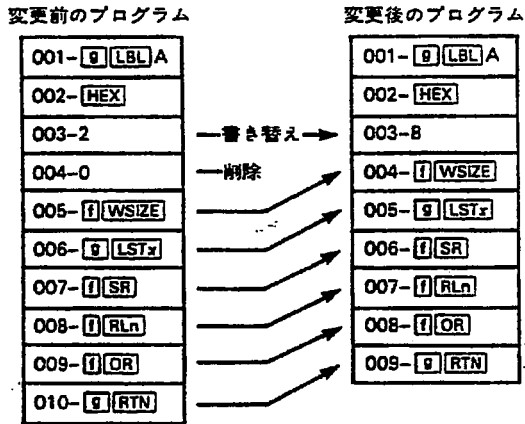 変更前のプログラム
変更後のプログラム
001- g LBL A
002- HEX
003-2
004-0
005- f WSIZE
006- g LSTx
007- f SR
008- f RLn
009- f OR
010- g RTN
書き替え
削除
001- g LBL A
002- HEX
003-8
004- f WSIZE
005- g LSTx
006- f SR
007- f RLn
008- f OR
009- g RTN